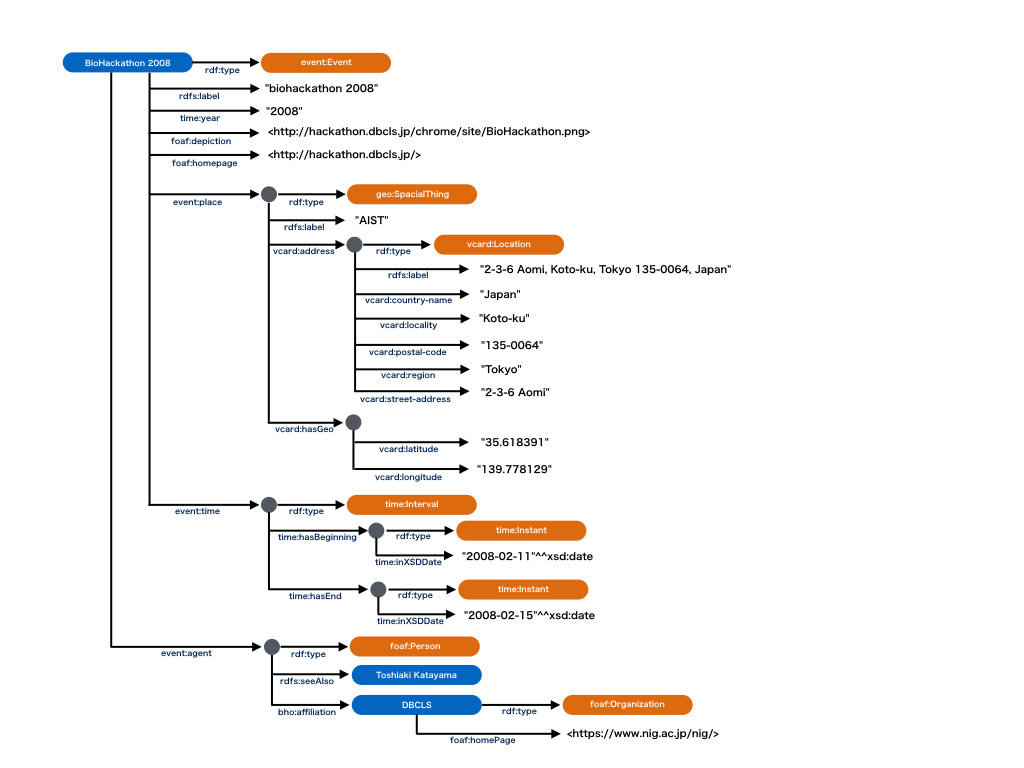 BioHackathon 2008
rdf:type
event:Event
rdfs:label
"biohackathon 2008"
time:year
"2008"
foaf:depiction
<http://hackathon.dbcls.jp/chrome/site/BioHackathon.png>
foaf:homepage
<http://hackathon.dbcls.jp/>
event:place
rdf:type
geo:SpacialThing
rdfs:label
"AIST"
vcard:address
rdf:type
vcard:Location
rdfs:label
"2-3-6 Aomi, Koto-ku, Tokyo 135-0064, Japan"
vcard:country-name
"Japan"
vcard:locality
"Koto-ku"
vcard:postal-code
"135-0064"
vcard:region
"Tokyo"
vcard:street-address
"2-3-6 Aomi"
vcard:hasGeo
vcard:latitude
"35.618391"
vcard:longitude
"139.778129"
event:time
rdf:type
time:Interval
time:hasBeginning
rdf:type
time:Instant
time:inXSDDate
"2008-02-11"^^xsd:date
time:hasEnd
rdf:type
time:Instant
time:inXSDDate
"2008-02-15"^^xsd:date
event:agent
rdf:type
foaf:Person
rdfs:seeAlso
Toshiaki Katayama
bho:affiliation
DBCLS
rdf:type
foaf:Organization
foaf:homePage
<https://www.nig.ac.jp/nig/>